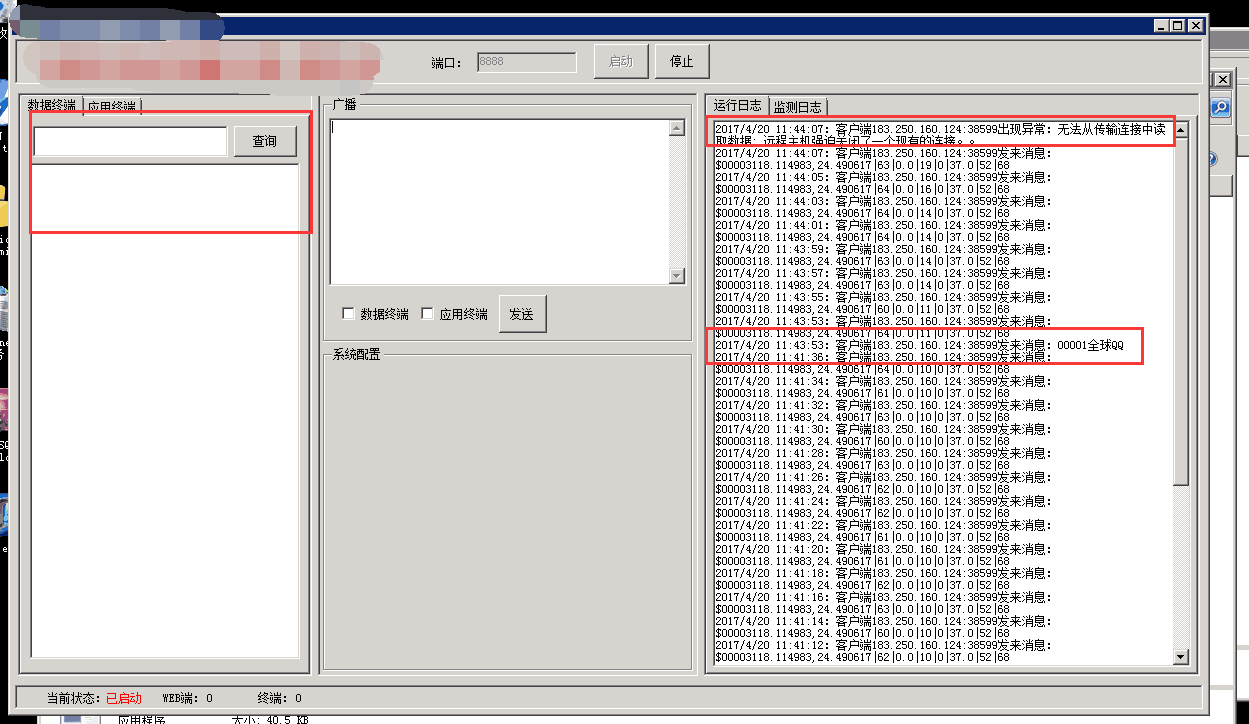 端口： 8888 启动 停止
数据终端 应用终端
查询
广播
数据终端 应用终端 发送
系统配置
运行日志 监测日志
2017/4/20 11:44:07: 客户端183.250.160.124:38599出现异常: 无法从传输连接中读
取数据: 远程主机强迫关闭了一个现有的连接。。
2017/4/20 11:44:07: 客户端183.250.160.124:38599发来消息:
$00003118.114983,24.490617|63|0.0|19|0|37.0|52|68
2017/4/20 11:44:05: 客户端183.250.160.124:38599发来消息:
$00003118.114983,24.490617|64|0.0|16|0|37.0|52|68
2017/4/20 11:44:03: 客户端183.250.160.124:38599发来消息:
$00003118.114983,24.490617|64|0.0|14|0|37.0|52|68
2017/4/20 11:44:01: 客户端183.250.160.124:38599发来消息:
$00003118.114983,24.490617|64|0.0|14|0|37.0|52|68
2017/4/20 11:43:59: 客户端183.250.160.124:38599发来消息:
$00003118.114983,24.490617|63|0.0|14|0|37.0|52|68
2017/4/20 11:43:57: 客户端183.250.160.124:38599发来消息:
$00003118.114983,24.490617|63|0.0|14|0|37.0|52|68
2017/4/20 11:43:55: 客户端183.250.160.124:38599发来消息:
$00003118.114983,24.490617|60|0.0|11|0|37.0|52|68
2017/4/20 11:43:53: 客户端183.250.160.124:38599发来消息:
$00003118.114983,24.490617|64|0.0|11|0|37.0|52|68
2017/4/20 11:43:53: 客户端183.250.160.124:38599发来消息: 00001全球QQ
2017/4/20 11:41:36: 客户端183.250.160.124:38599发来消息:
$00003118.114983,24.490617|64|0.0|10|0|37.0|52|68
2017/4/20 11:41:34: 客户端183.250.160.124:38599发来消息:
$00003118.114983,24.490617|61|0.0|10|0|37.0|52|68
2017/4/20 11:41:32: 客户端183.250.160.124:38599发来消息:
$00003118.114983,24.490617|64|0.0|10|0|37.0|52|68
2017/4/20 11:41:30: 客户端183.250.160.124:38599发来消息:
$00003118.114983,24.490617|60|0.0|10|0|37.0|52|68
2017/4/20 11:41:28: 客户端183.250.160.124:38599发来消息:
$00003118.114983,24.490617|63|0.0|10|0|37.0|52|68
2017/4/20 11:41:26: 客户端183.250.160.124:38599发来消息:
$00003118.114983,24.490617|62|0.0|10|0|37.0|52|68
2017/4/20 11:41:24: 客户端183.250.160.124:38599发来消息:
$00003118.114983,24.490617|62|0.0|10|0|37.0|52|68
2017/4/20 11:41:22: 客户端183.250.160.124:38599发来消息:
$00003118.114983,24.490617|61|0.0|10|0|37.0|52|68
2017/4/20 11:41:20: 客户端183.250.160.124:38599发来消息:
$00003118.114983,24.490617|61|0.0|10|0|37.0|52|68
2017/4/20 11:41:18: 客户端183.250.160.124:38599发来消息:
$00003118.114983,24.490617|62|0.0|10|0|37.0|52|68
2017/4/20 11:41:16: 客户端183.250.160.124:38599发来消息:
$00003118.114983,24.490617|63|0.0|10|0|37.0|52|68
2017/4/20 11:41:14: 客户端183.250.160.124:38599发来消息:
$00003118.114983,24.490617|60|0.0|10|0|37.0|52|68
2017/4/20 11:41:12: 客户端183.250.160.124:38599发来消息:
$00003118.114983,24.490617|62|0.0|10|0|37.0|52|68
当前状态: 已启动 WEB端: 0 终端: 0
应用程序 大小: 40.5 KB